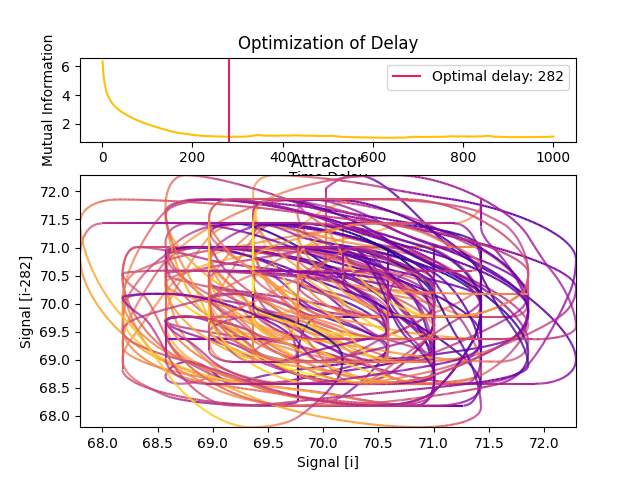 Optimization of Delay
Mutual Information
6
4
2
Optimal delay: 282
0 200 400 600 800 1000
Time Delay
Attractor
Signal [i-282]
72.0
71.5
71.0
70.5
70.0
69.5
69.0
68.5
68.0
68.0 68.5 69.0 69.5 70.0 70.5 71.0 71.5 72.0
Signal [i]